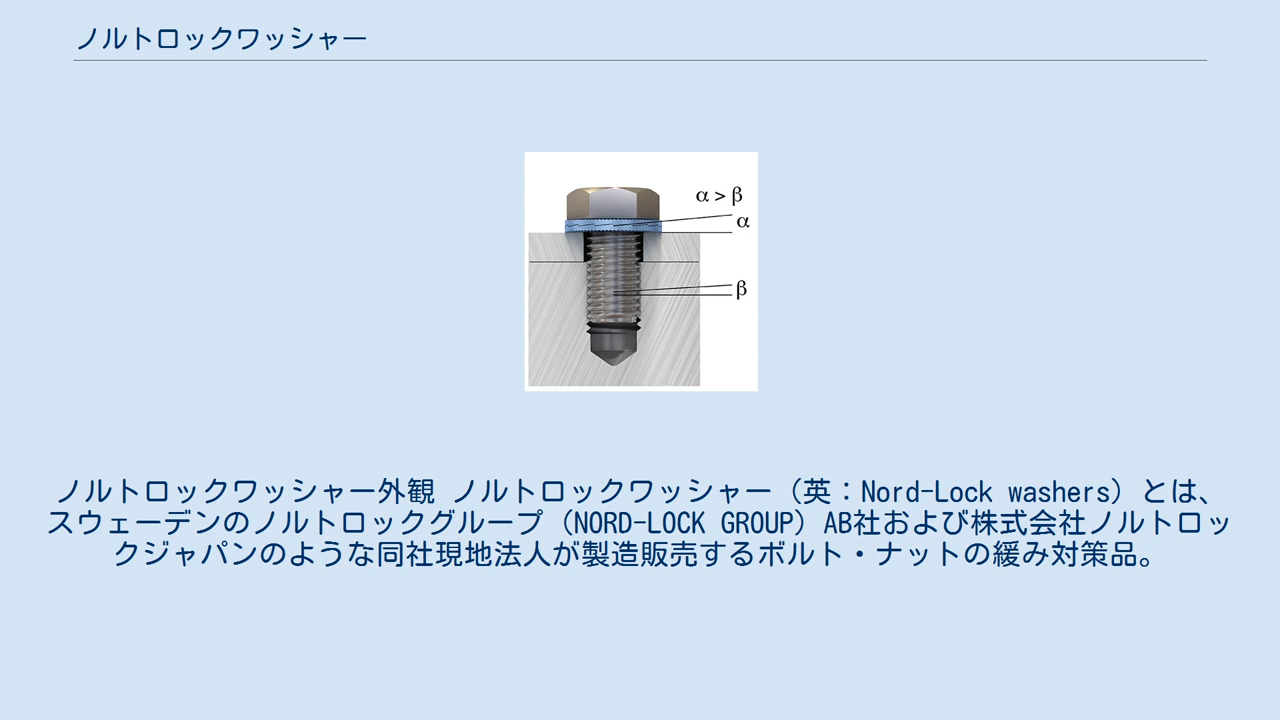 ノルトロックワッシャー
α > β
α
β
ノルトロックワッシャー外観 ノルトロックワッシャー（英：Nord-Lock washers）とは、
スウェーデンのノルトロックグループ（NORD-LOCK GROUP）AB社および株式会社ノルトロッ
クジャパンのような同社現地法人が製造販売するボルト・ナットの緩み対策品。